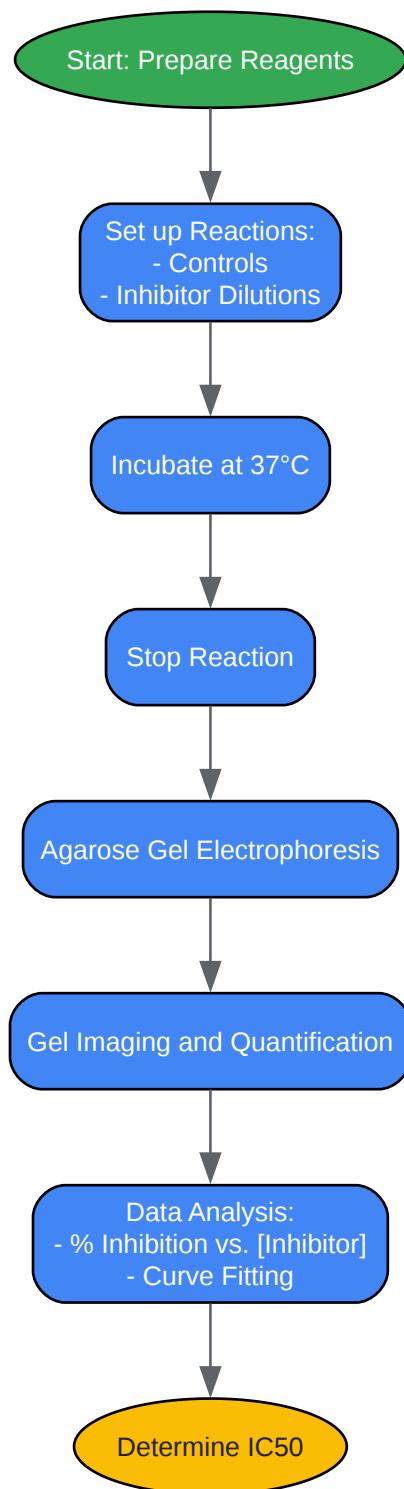 Start: Prepare Reagents
Set up Reactions:
- Controls
- Inhibitor Dilutions
Incubate at 37°C
Stop Reaction
Agarose Gel Electrophoresis
Gel Imaging and Quantification
Data Analysis:
- % Inhibition vs. [Inhibitor]
- Curve Fitting
Determine IC50